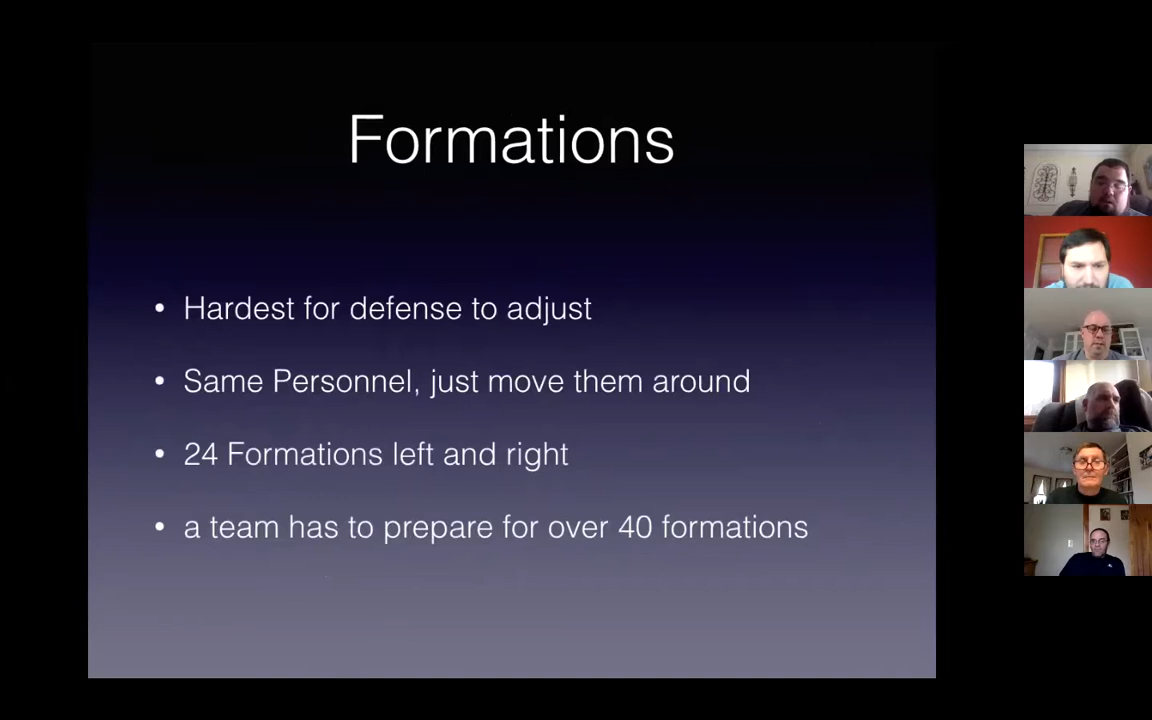 Formations
• Hardest for defense to adjust
• Same Personnel, just move them around
• 24 Formations left and right
• a team has to prepare for over 40 formations